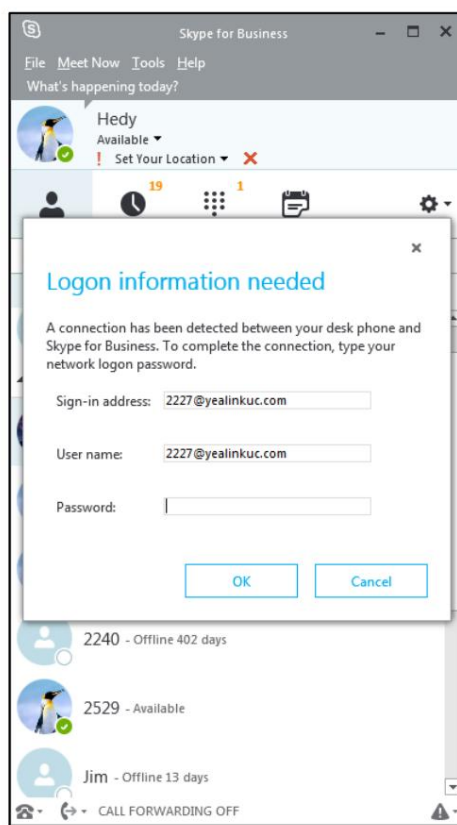 Skype for Business
File Meet Now Tools Help
What's happening today?
Hedy
Available
! Set Your Location
19
1
Logon information needed
A connection has been detected between your desk phone and
Skype for Business. To complete the connection, type your
network logon password.
Sign-in address: 2227@yealinkuc.com
User name: 2227@yealinkuc.com
Password:
OK Cancel
2240 - Offline 402 days
2529 - Available
Jim - Offline 13 days
CALL FORWARDING OFF